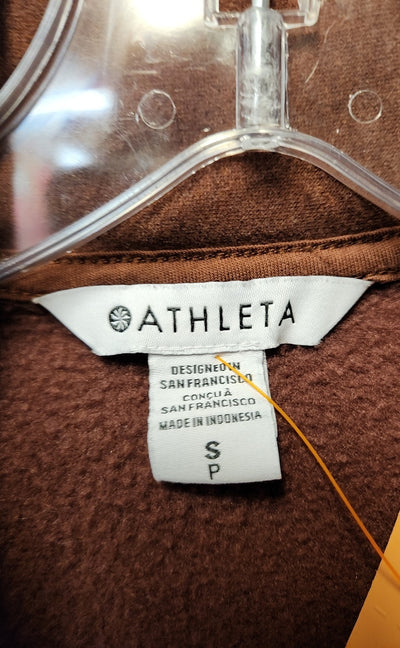 ATHLETA
DESIGNED IN
SAN FRANCISCO
CONÇU À
SAN FRANCISCO
MADE IN INDONESIA
S
P